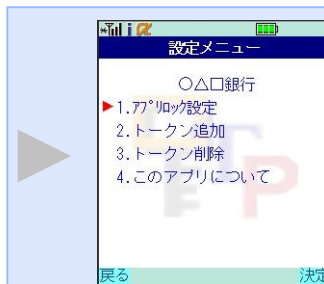 設定メニュー
○△□銀行
1.アプリロック設定
2.トークン追加
3.トークン削除
4.このアプリについて
戻る 決定